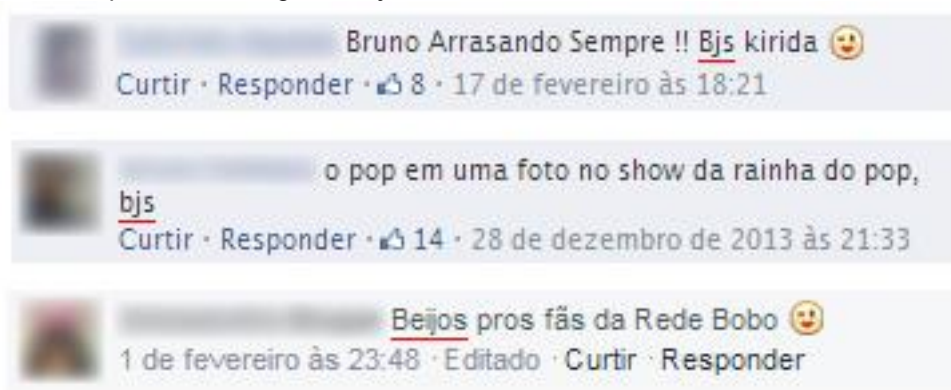 Bruno Arrasando Sempre !! Bjs kirida
Curtir · Responder · 8 · 17 de fevereiro às 18:21
o pop em uma foto no show da rainha do pop,
bjs
Curtir · Responder · 14 · 28 de dezembro de 2013 às 21:33
Beijos pros fãs da Rede Bobo
1 de fevereiro às 23:48 · Editado · Curtir · Responder